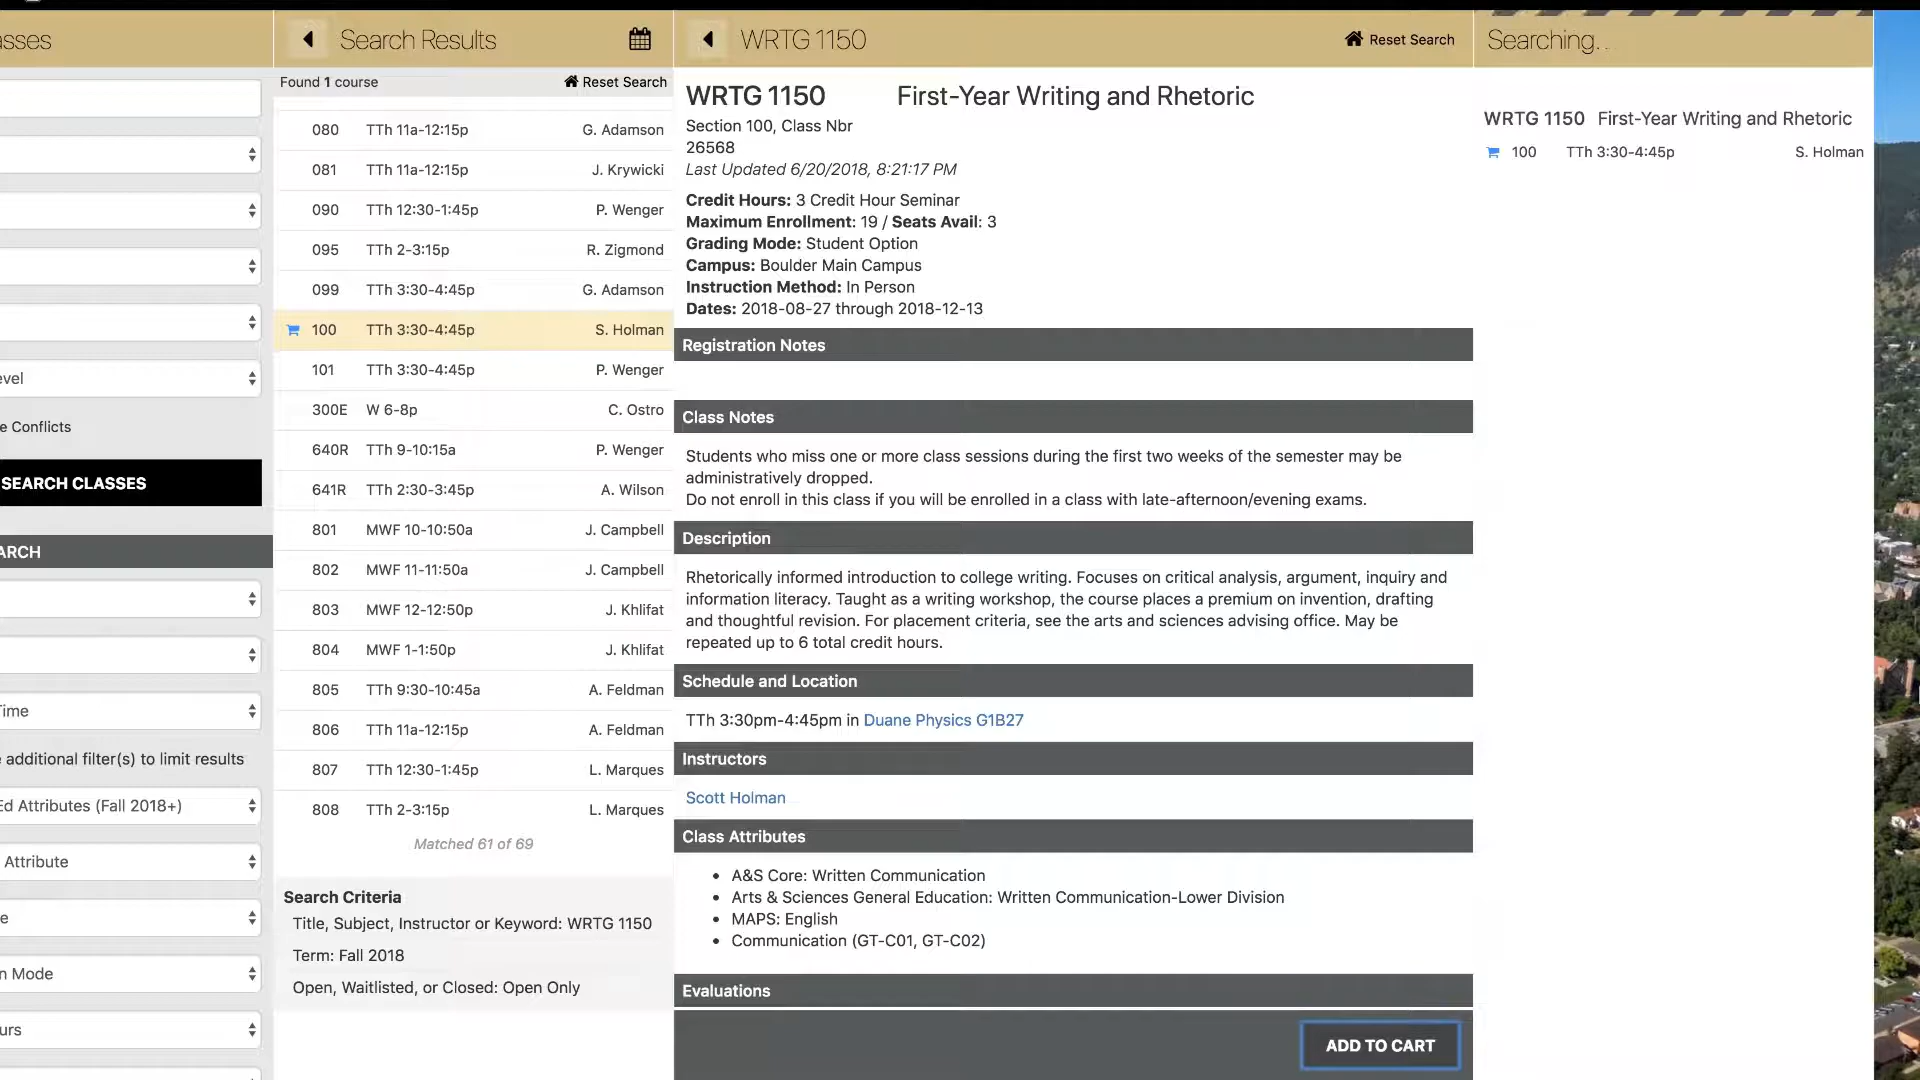 asses
Search Results
WRTG 1150
Reset Search
Searching...
Found 1 course
Reset Search
080 TTh 11a-12:15p G. Adamson
081 TTh 11a-12:15p J. Krywicki
090 TTh 12:30-1:45p P. Wenger
095 TTh 2-3:15p R. Zigmond
099 TTh 3:30-4:45p G. Adamson
100 TTh 3:30-4:45p S. Holman
101 TTh 3:30-4:45p P. Wenger
300E W 6-8p C. Ostro
640R TTh 9-10:15a P. Wenger
641R TTh 2:30-3:45p A. Wilson
801 MWF 10-10:50a J. Campbell
802 MWF 11-11:50a J. Campbell
803 MWF 12-12:50p J. Khlifat
804 MWF 1-1:50p J. Khlifat
805 TTh 9:30-10:45a A. Feldman
806 TTh 11a-12:15p A. Feldman
807 TTh 12:30-1:45p L. Marques
808 TTh 2-3:15p L. Marques
Matched 61 of 69
Search Criteria
Title, Subject, Instructor or Keyword: WRTG 1150
Term: Fall 2018
Open, Waitlisted, or Closed: Open Only
evel
e Conflicts
SEARCH CLASSES
ARCH
Time
additional filter(s) to limit results
Ed Attributes (Fall 2018+)
Attribute
e
n Mode
urs
WRTG 1150 First-Year Writing and Rhetoric
Section 100, Class Nbr
26568
Last Updated 6/20/2018, 8:21:17 PM
Credit Hours: 3 Credit Hour Seminar
Maximum Enrollment: 19 / Seats Avail: 3
Grading Mode: Student Option
Campus: Boulder Main Campus
Instruction Method: In Person
Dates: 2018-08-27 through 2018-12-13
Registration Notes
Class Notes
Students who miss one or more class sessions during the first two weeks of the semester may be
administratively dropped.
Do not enroll in this class if you will be enrolled in a class with late-afternoon/evening exams.
Description
Rhetorically informed introduction to college writing. Focuses on critical analysis, argument, inquiry and
information literacy. Taught as a writing workshop, the course places a premium on invention, drafting
and thoughtful revision. For placement criteria, see the arts and sciences advising office. May be
repeated up to 6 total credit hours.
Schedule and Location
TTh 3:30pm-4:45pm in Duane Physics G1B27
Instructors
Scott Holman
Class Attributes
• A&S Core: Written Communication
• Arts & Sciences General Education: Written Communication-Lower Division
• MAPS: English
• Communication (GT-C01, GT-C02)
Evaluations
ADD TO CART
WRTG 1150 First-Year Writing and Rhetoric
100 TTh 3:30-4:45p S. Holman